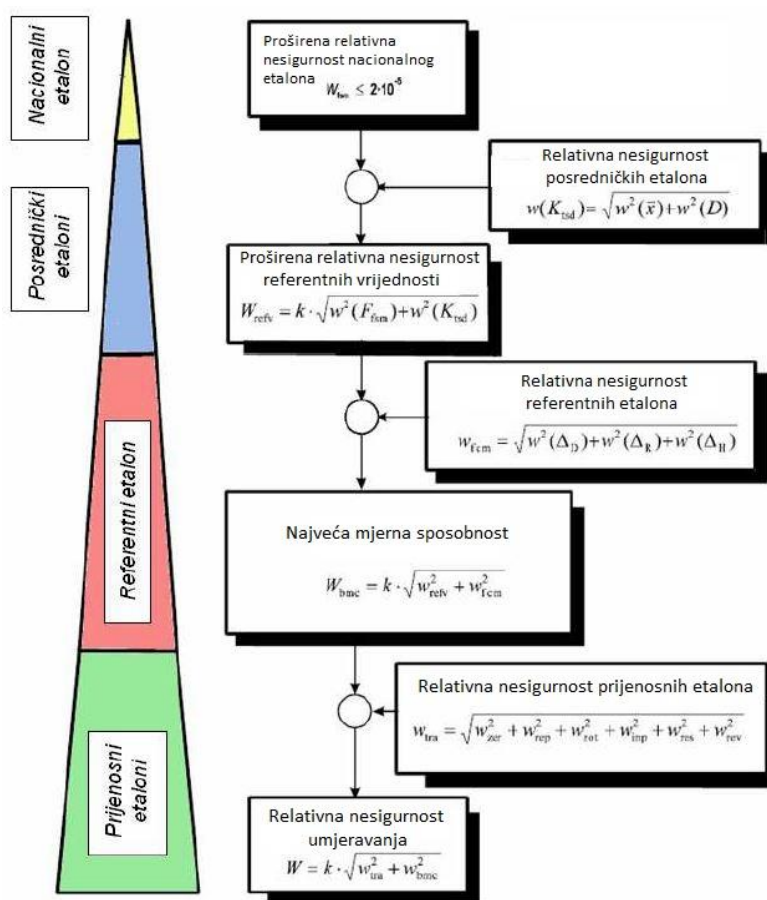 Nacionalni
etalon
Posrednički
etaloni
Referentni etalon
Prijenosni
etaloni
Proširena relativna
nesigurnost nacionalnog
etalona W_fsm ≤ 2·10⁻⁵
Relativna nesigurnost
posredničkih etalona
w(K_tsd)=√(w²(x̄)+w²(D))
Proširena relativna nesigurnost
referentnih vrijednosti
W_refv = k·√(w²(F_fsm)+w²(K_tsd))
Relativna nesigurnost
referentnih etalona
w_fcm = √(w²(Δ_D)+w²(Δ_R)+w²(Δ_H))
Najveća mjerna sposobnost
W_bmc = k·√(w²_refv + w²_fcm)
Relativna nesigurnost prijenosnih etalona
w_tra = √(w²_zer + w²_rep + w²_rot + w²_inp + w²_res + w²_rev)
Relativna nesigurnost
umjeravanja
W = k·√(w²_tra + w²_bmc)